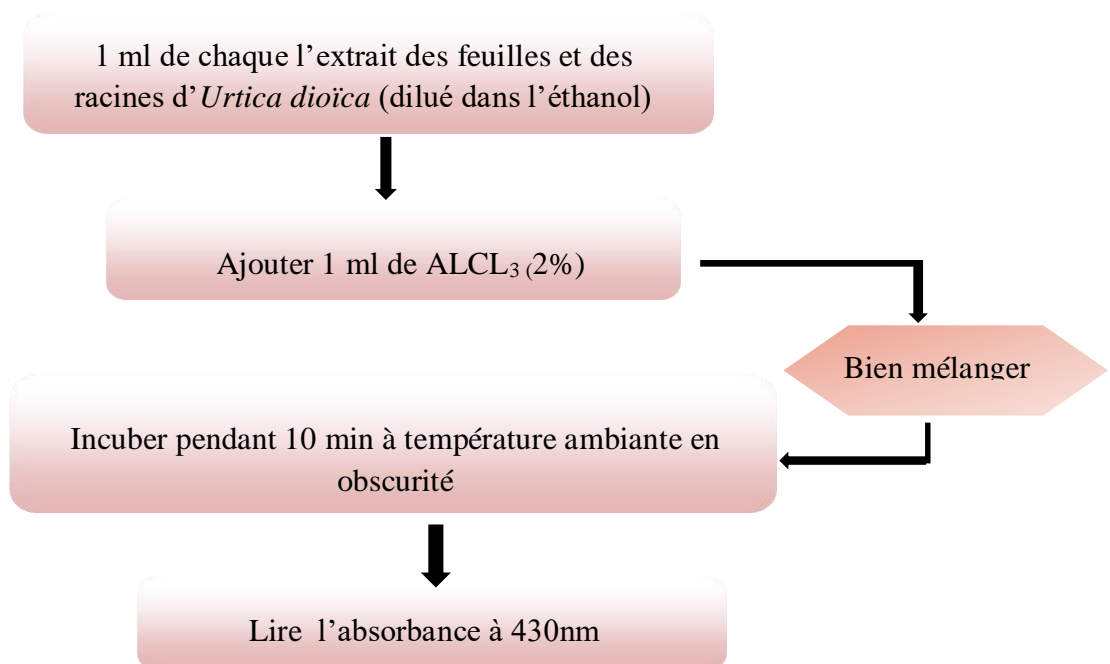 1 ml de chaque l’extrait des feuilles et des
racines d’Urtica dioïca (dilué dans l’éthanol)
Ajouter 1 ml de ALCL₃ ₍2%)
Bien mélanger
Incuber pendant 10 min à température ambiante en
obscurité
Lire l’absorbance à 430nm